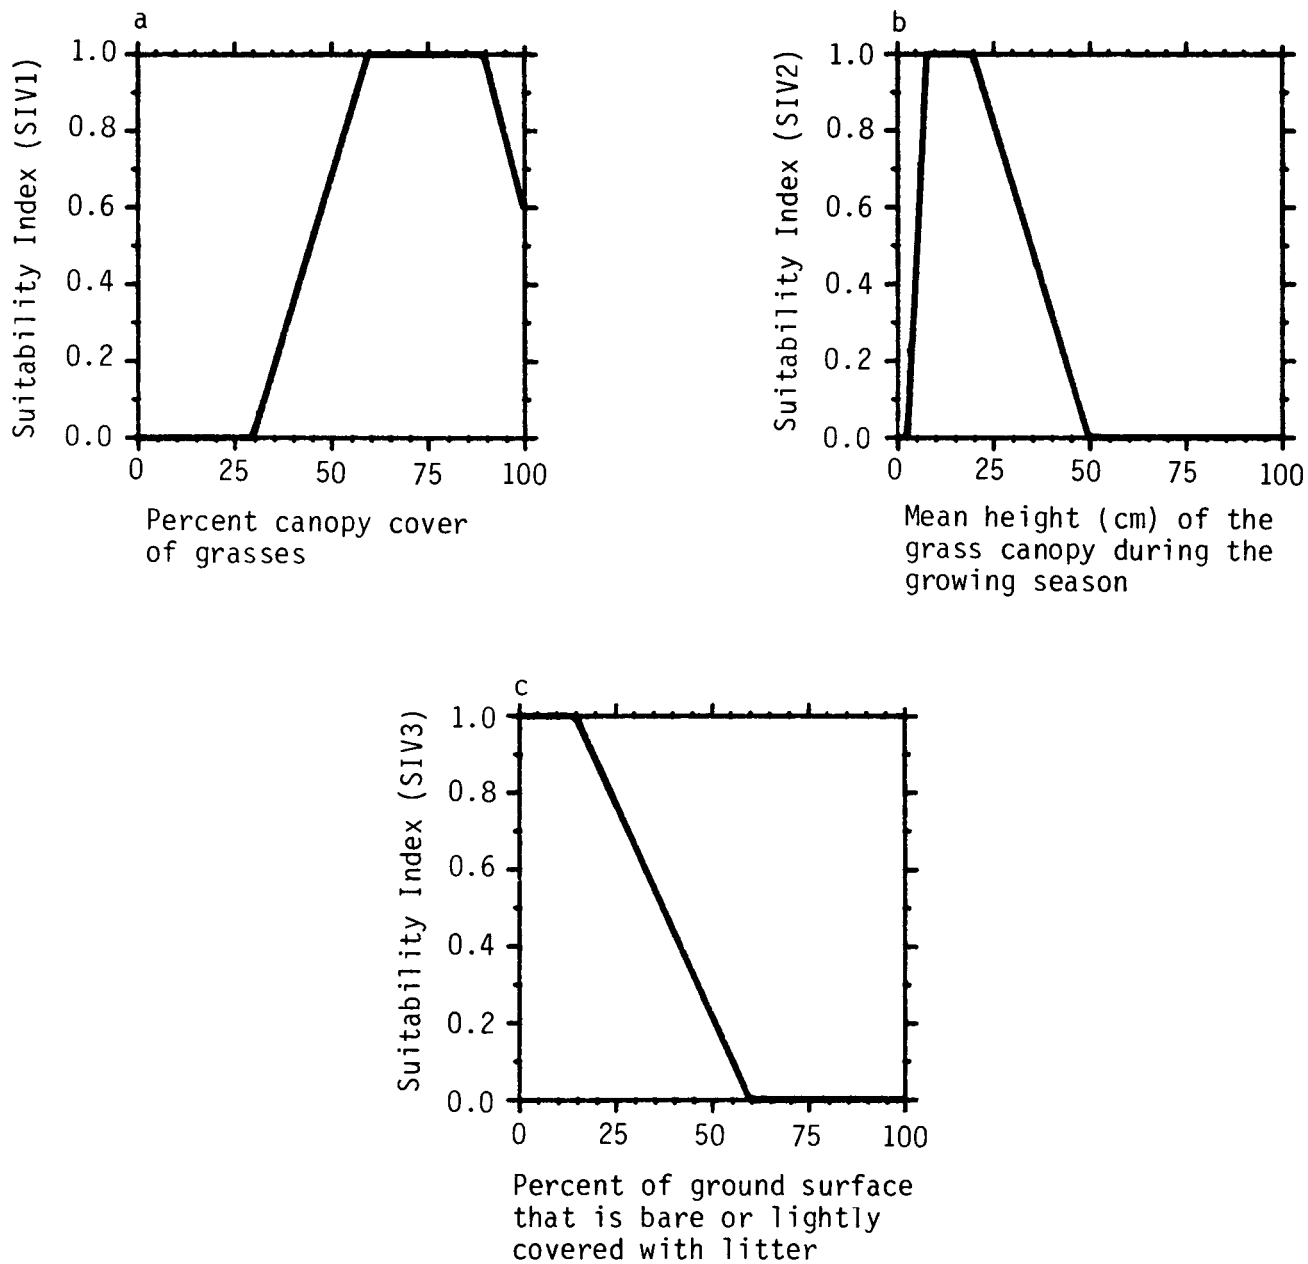 a
Suitability Index (SIV1)
1.0
0.8
0.6
0.4
0.2
0.0
0 25 50 75 100
Percent canopy cover
of grasses
b
Suitability Index (SIV2)
1.0
0.8
0.6
0.4
0.2
0.0
0 25 50 75 100
Mean height (cm) of the
grass canopy during the
growing season
c
Suitability Index (SIV3)
1.0
0.8
0.6
0.4
0.2
0.0
0 25 50 75 100
Percent of ground surface
that is bare or lightly
covered with litter